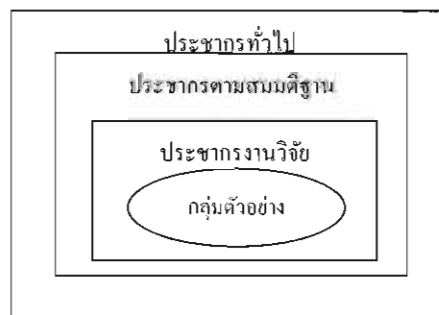 ประชากรทั่วไป
ประชากรตามสมมติฐาน
ประชากรงานวิจัย
กลุ่มตัวอย่าง